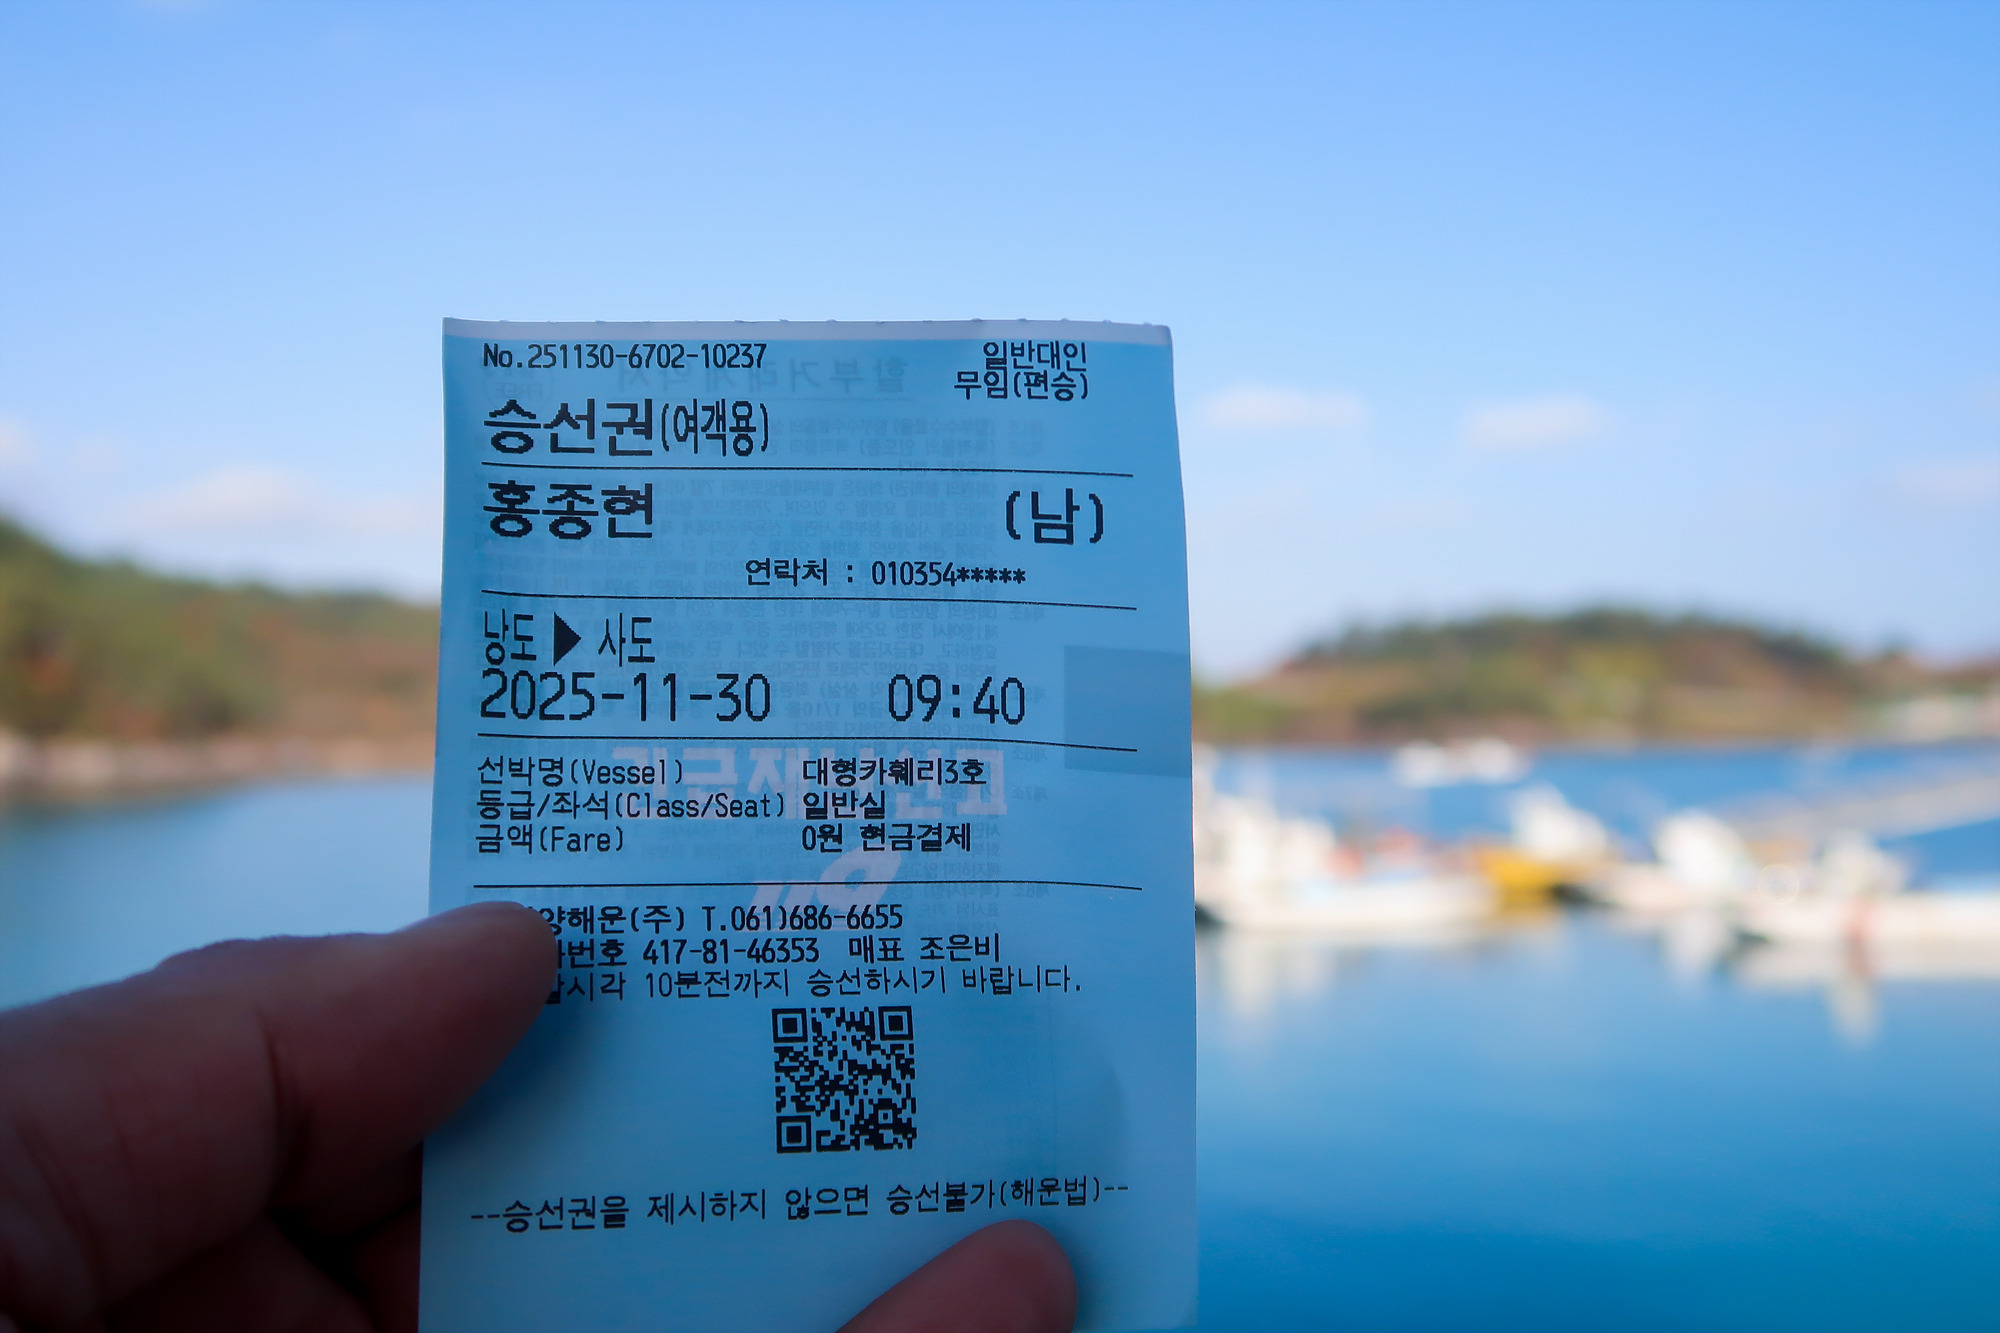 No.251130-6702-10237 일반대인
무임(편승)
승선권(여객용)
홍종현 (남)
연락처 : 010354*****
낭도 ▶ 사도
2025-11-30 09:40
선박명(Vessel) 대형카훼리3호
등급/좌석(Class/Seat) 일반실
금액(Fare) 0원 현금결제
양해운(주) T.061)686-6655
번호 417-81-46353 매표 조은비
시각 10분전까지 승선하시기 바랍니다.
--승선권을 제시하지 않으면 승선불가(해운법)--